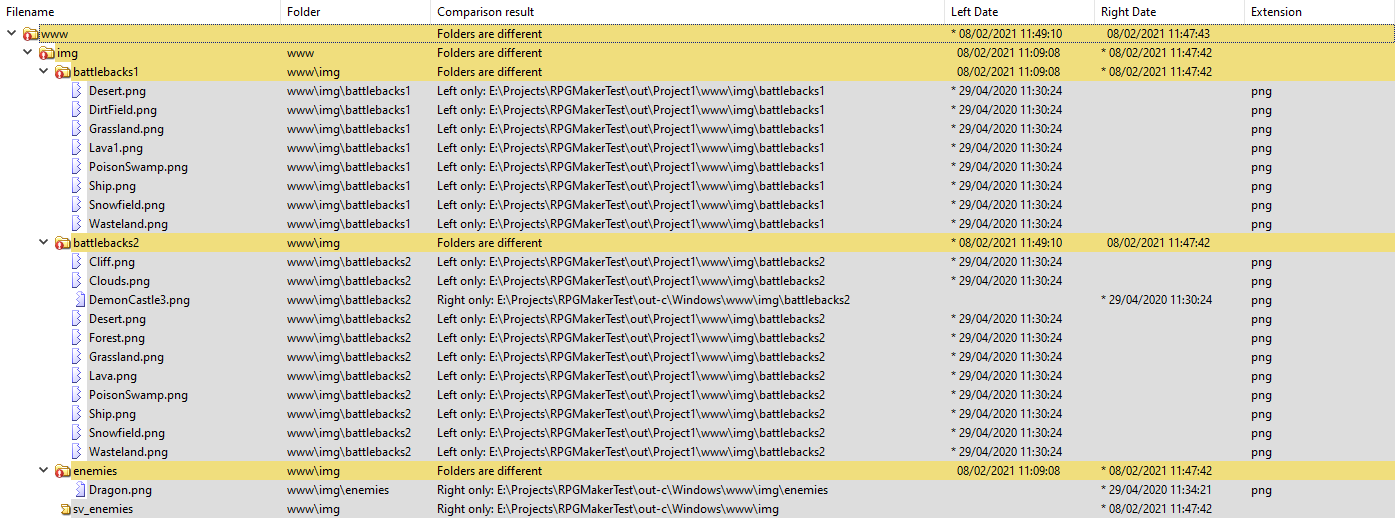 Filename Folder Comparison result Left Date Right Date Extension
www Folders are different * 08/02/2021 11:49:10 08/02/2021 11:47:43
img www Folders are different 08/02/2021 11:09:08 * 08/02/2021 11:47:42
battlebacks1 www\img Folders are different 08/02/2021 11:09:08 * 08/02/2021 11:47:42
Desert.png www\img\battlebacks1 Left only: E:\Projects\RPGMakerTest\out\Project1\www\img\battlebacks1 * 29/04/2020 11:30:24 png
DirtField.png www\img\battlebacks1 Left only: E:\Projects\RPGMakerTest\out\Project1\www\img\battlebacks1 * 29/04/2020 11:30:24 png
Grassland.png www\img\battlebacks1 Left only: E:\Projects\RPGMakerTest\out\Project1\www\img\battlebacks1 * 29/04/2020 11:30:24 png
Lava1.png www\img\battlebacks1 Left only: E:\Projects\RPGMakerTest\out\Project1\www\img\battlebacks1 * 29/04/2020 11:30:24 png
PoisonSwamp.png www\img\battlebacks1 Left only: E:\Projects\RPGMakerTest\out\Project1\www\img\battlebacks1 * 29/04/2020 11:30:24 png
Ship.png www\img\battlebacks1 Left only: E:\Projects\RPGMakerTest\out\Project1\www\img\battlebacks1 * 29/04/2020 11:30:24 png
Snowfield.png www\img\battlebacks1 Left only: E:\Projects\RPGMakerTest\out\Project1\www\img\battlebacks1 * 29/04/2020 11:30:24 png
Wasteland.png www\img\battlebacks1 Left only: E:\Projects\RPGMakerTest\out\Project1\www\img\battlebacks1 * 29/04/2020 11:30:24 png
battlebacks2 www\img Folders are different * 08/02/2021 11:49:10 08/02/2021 11:47:42
Cliff.png www\img\battlebacks2 Left only: E:\Projects\RPGMakerTest\out\Project1\www\img\battlebacks2 * 29/04/2020 11:30:24 png
Clouds.png www\img\battlebacks2 Left only: E:\Projects\RPGMakerTest\out\Project1\www\img\battlebacks2 * 29/04/2020 11:30:24 png
DemonCastle3.png www\img\battlebacks2 Right only: E:\Projects\RPGMakerTest\out-c\Windows\www\img\battlebacks2 * 29/04/2020 11:30:24 png
Desert.png www\img\battlebacks2 Left only: E:\Projects\RPGMakerTest\out\Project1\www\img\battlebacks2 * 29/04/2020 11:30:24 png
Forest.png www\img\battlebacks2 Left only: E:\Projects\RPGMakerTest\out\Project1\www\img\battlebacks2 * 29/04/2020 11:30:24 png
Grassland.png www\img\battlebacks2 Left only: E:\Projects\RPGMakerTest\out\Project1\www\img\battlebacks2 * 29/04/2020 11:30:24 png
Lava.png www\img\battlebacks2 Left only: E:\Projects\RPGMakerTest\out\Project1\www\img\battlebacks2 * 29/04/2020 11:30:24 png
PoisonSwamp.png www\img\battlebacks2 Left only: E:\Projects\RPGMakerTest\out\Project1\www\img\battlebacks2 * 29/04/2020 11:30:24 png
Ship.png www\img\battlebacks2 Left only: E:\Projects\RPGMakerTest\out\Project1\www\img\battlebacks2 * 29/04/2020 11:30:24 png
Snowfield.png www\img\battlebacks2 Left only: E:\Projects\RPGMakerTest\out\Project1\www\img\battlebacks2 * 29/04/2020 11:30:24 png
Wasteland.png www\img\battlebacks2 Left only: E:\Projects\RPGMakerTest\out\Project1\www\img\battlebacks2 * 29/04/2020 11:30:24 png
enemies www\img Folders are different 08/02/2021 11:09:08 * 08/02/2021 11:47:42
Dragon.png www\img\enemies Right only: E:\Projects\RPGMakerTest\out-c\Windows\www\img\enemies * 29/04/2020 11:34:21 png
sv_enemies www\img Right only: E:\Projects\RPGMakerTest\out-c\Windows\www\img * 08/02/2021 11:47:42